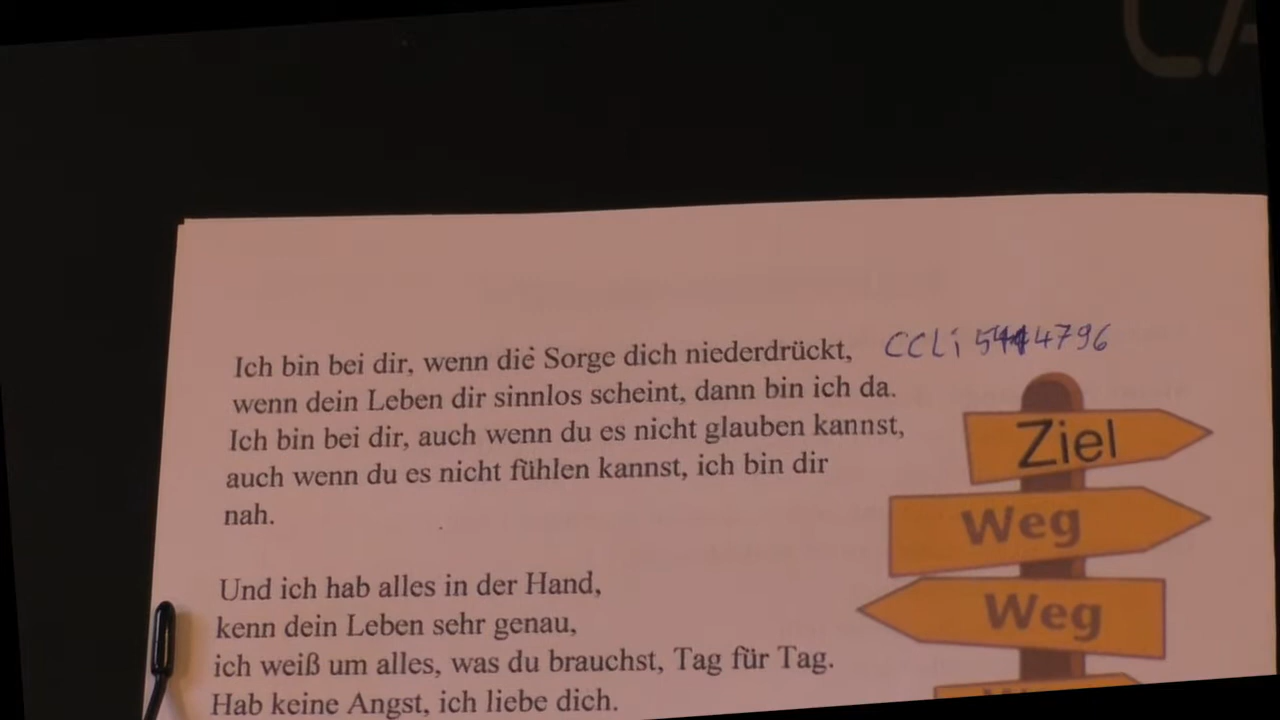 Ich bin bei dir, wenn die Sorge dich niederdrückt,
wenn dein Leben dir sinnlos scheint, dann bin ich da.
Ich bin bei dir, auch wenn du es nicht glauben kannst,
auch wenn du es nicht fühlen kannst, ich bin dir
nah.
Und ich hab alles in der Hand,
kenn dein Leben sehr genau,
ich weiß um alles, was du brauchst, Tag für Tag.
Hab keine Angst, ich liebe dich.
CCLi
Ziel
Weg
Weg